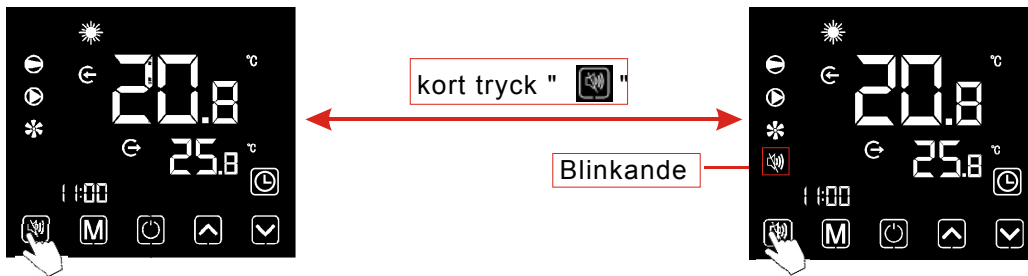 20.8 °C
25.8 °C
11:00
M
kort tryck " "
Blinkande
20.8 °C
25.8 °C
11:00
M